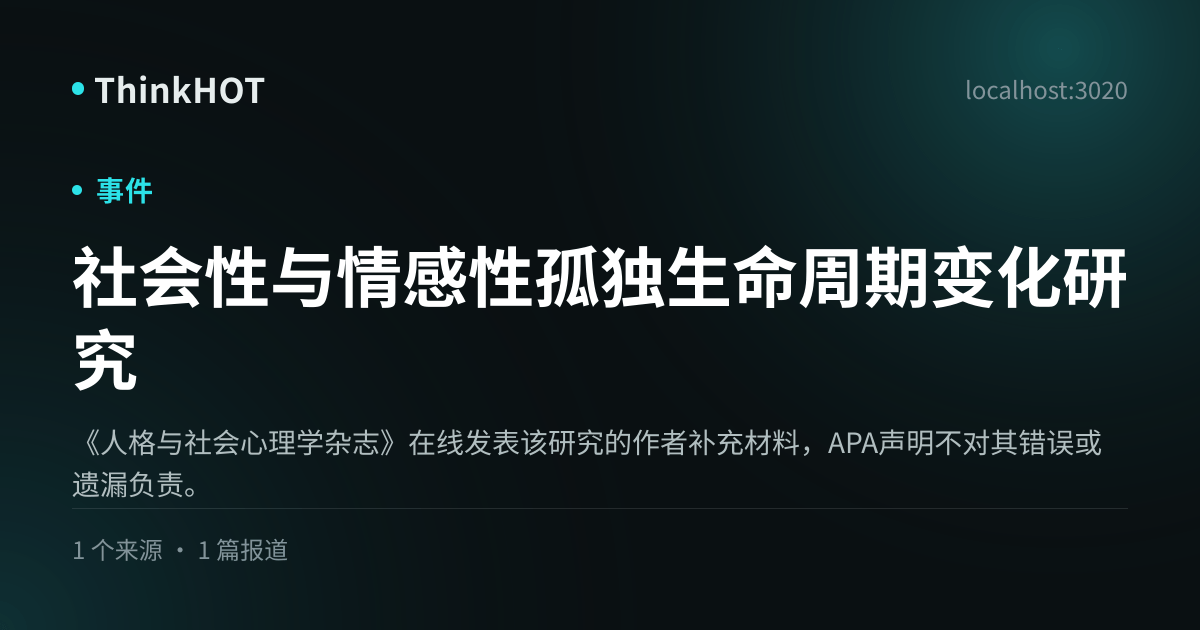 ThinkHOT
localhost:3020
事件
社会性与情感性孤独生命周期变化研
究
《人格与社会心理学杂志》在线发表该研究的作者补充材料，APA声明不对其错误或
遗漏负责。
1 个来源 · 1 篇报道